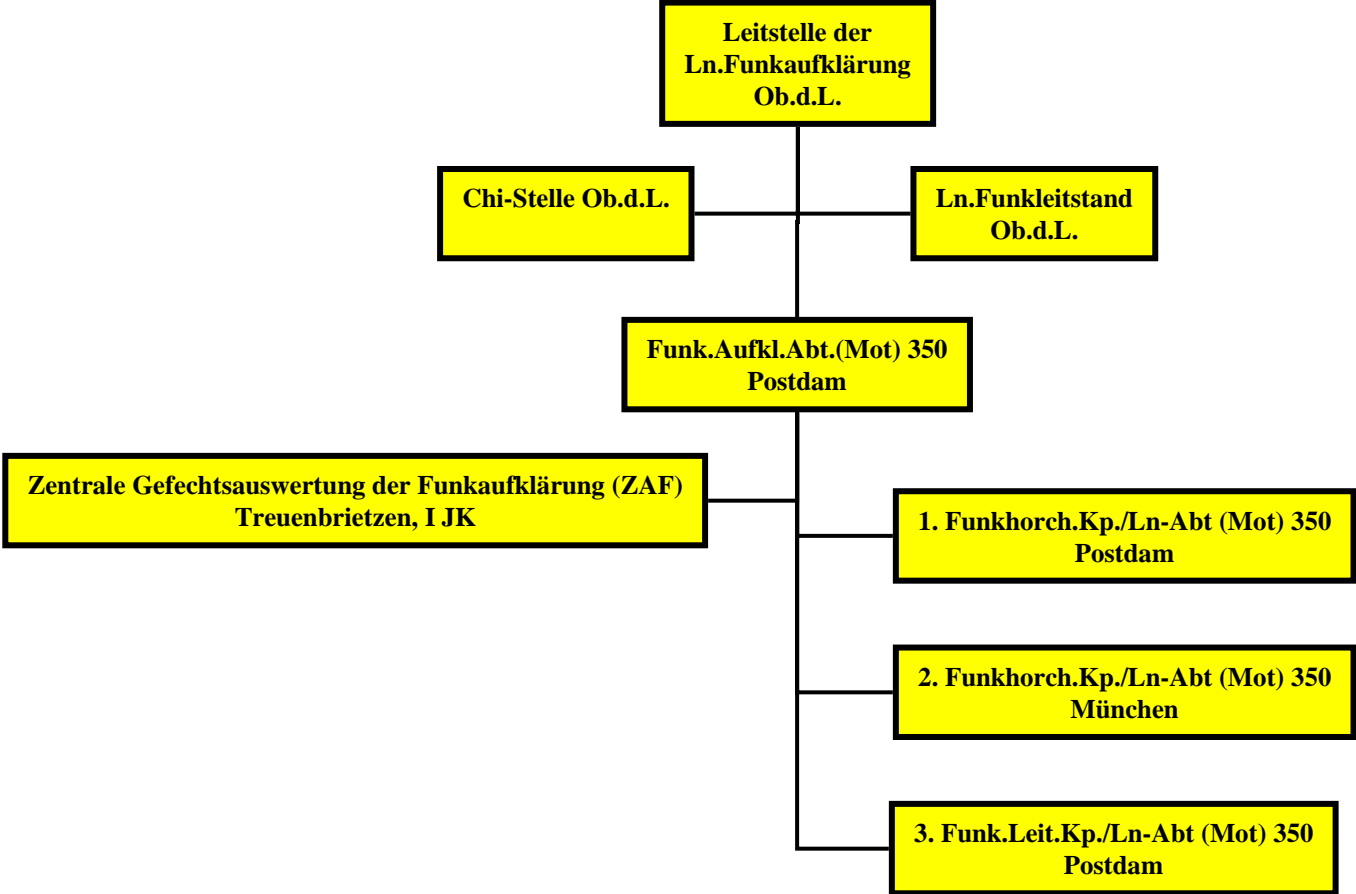 Leitstelle der
Ln.Funkaufklärung
Ob.d.L.
Chi-Stelle Ob.d.L.
Ln.Funkleitstand
Ob.d.L.
Funk.Aufkl.Abt.(Mot) 350
Postdam
Zentrale Gefechtsauswertung der Funkaufklärung (ZAF)
Treuenbrietzen, I JK
1. Funkhorch.Kp./Ln-Abt (Mot) 350
Postdam
2. Funkhorch.Kp./Ln-Abt (Mot) 350
München
3. Funk.Leit.Kp./Ln-Abt (Mot) 350
Postdam